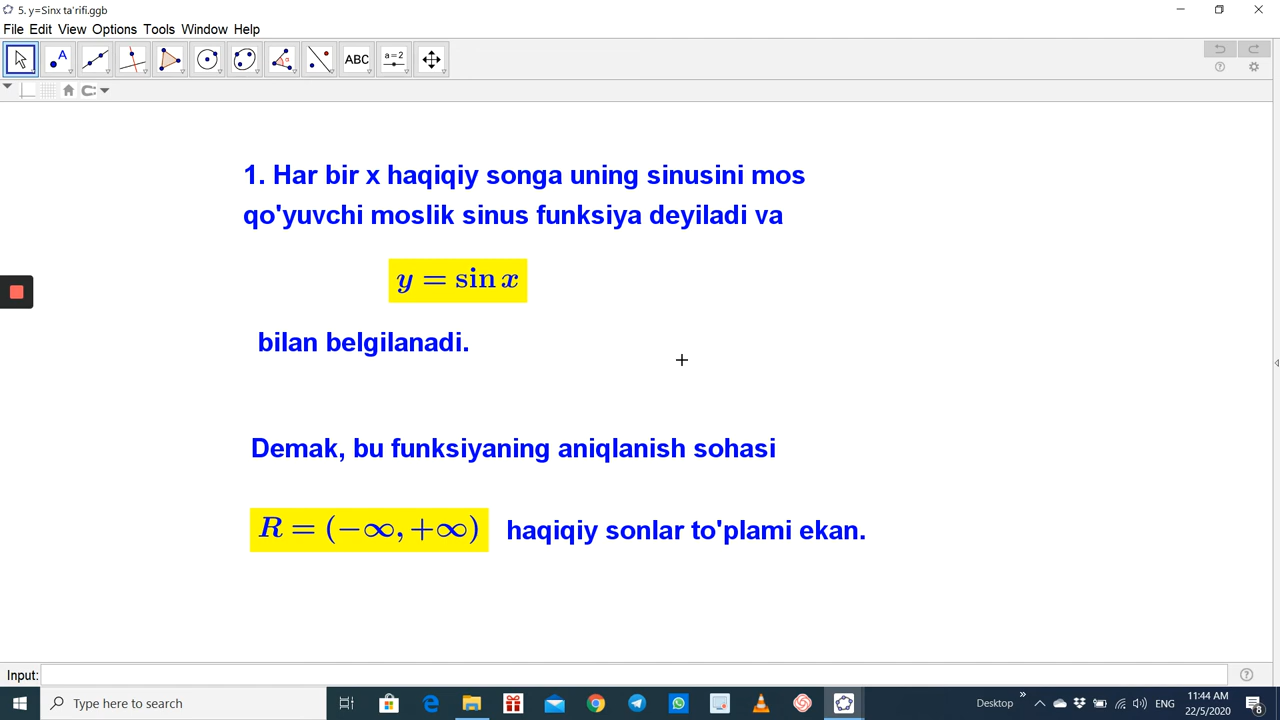 5. y=Sinx ta'rifi.ggb
File Edit View Options Tools Window Help
A ABC a=2
1. Har bir x haqiqiy songa uning sinusini mos
qo'yuvchi moslik sinus funksiya deyiladi va
y = sin x
bilan belgilanadi.
Demak, bu funksiyaning aniqlanish sohasi
R = (−∞, +∞) haqiqiy sonlar to'plami ekan.
Input:
Type here to search
Desktop » ENG 11:44 AM
22/5/2020 8